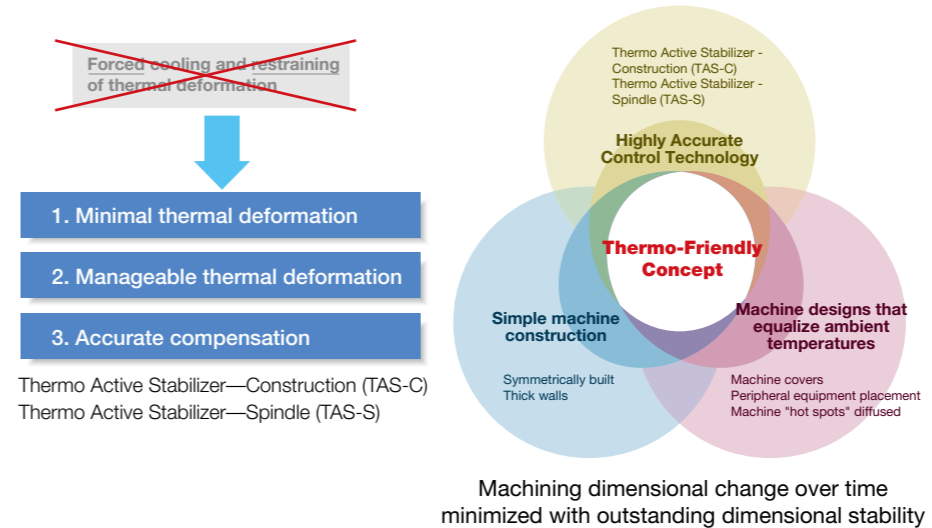 Forced cooling and restraining
of thermal deformation
1. Minimal thermal deformation
2. Manageable thermal deformation
3. Accurate compensation
Thermo Active Stabilizer—Construction (TAS-C)
Thermo Active Stabilizer—Spindle (TAS-S)
Thermo Active Stabilizer -
Construction (TAS-C)
Thermo Active Stabilizer -
Spindle (TAS-S)
Highly Accurate
Control Technology
Thermo-Friendly
Concept
Simple machine
construction
Symmetrically built
Thick walls
Machine designs that
equalize ambient
temperatures
Machine covers
Peripheral equipment placement
Machine "hot spots" diffused
Machining dimensional change over time
minimized with outstanding dimensional stability